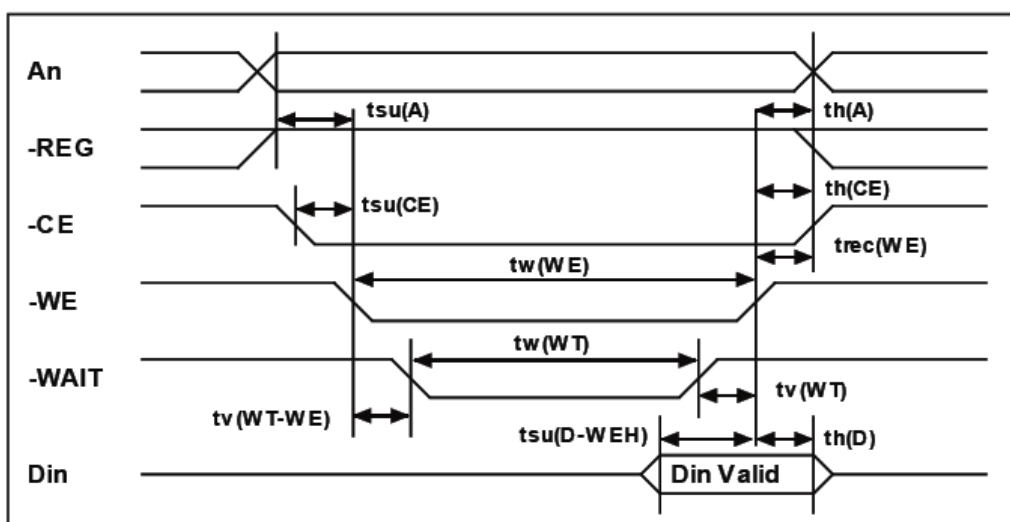 An
tsu(A)
th(A)
-REG
th(CE)
tsu(CE)
-CE
trec(WE)
tw(WE)
-WE
tw(WT)
-WAIT
tv(WT)
tv(WT-WE)
tsu(D-WEH)
th(D)
Din
Din Valid